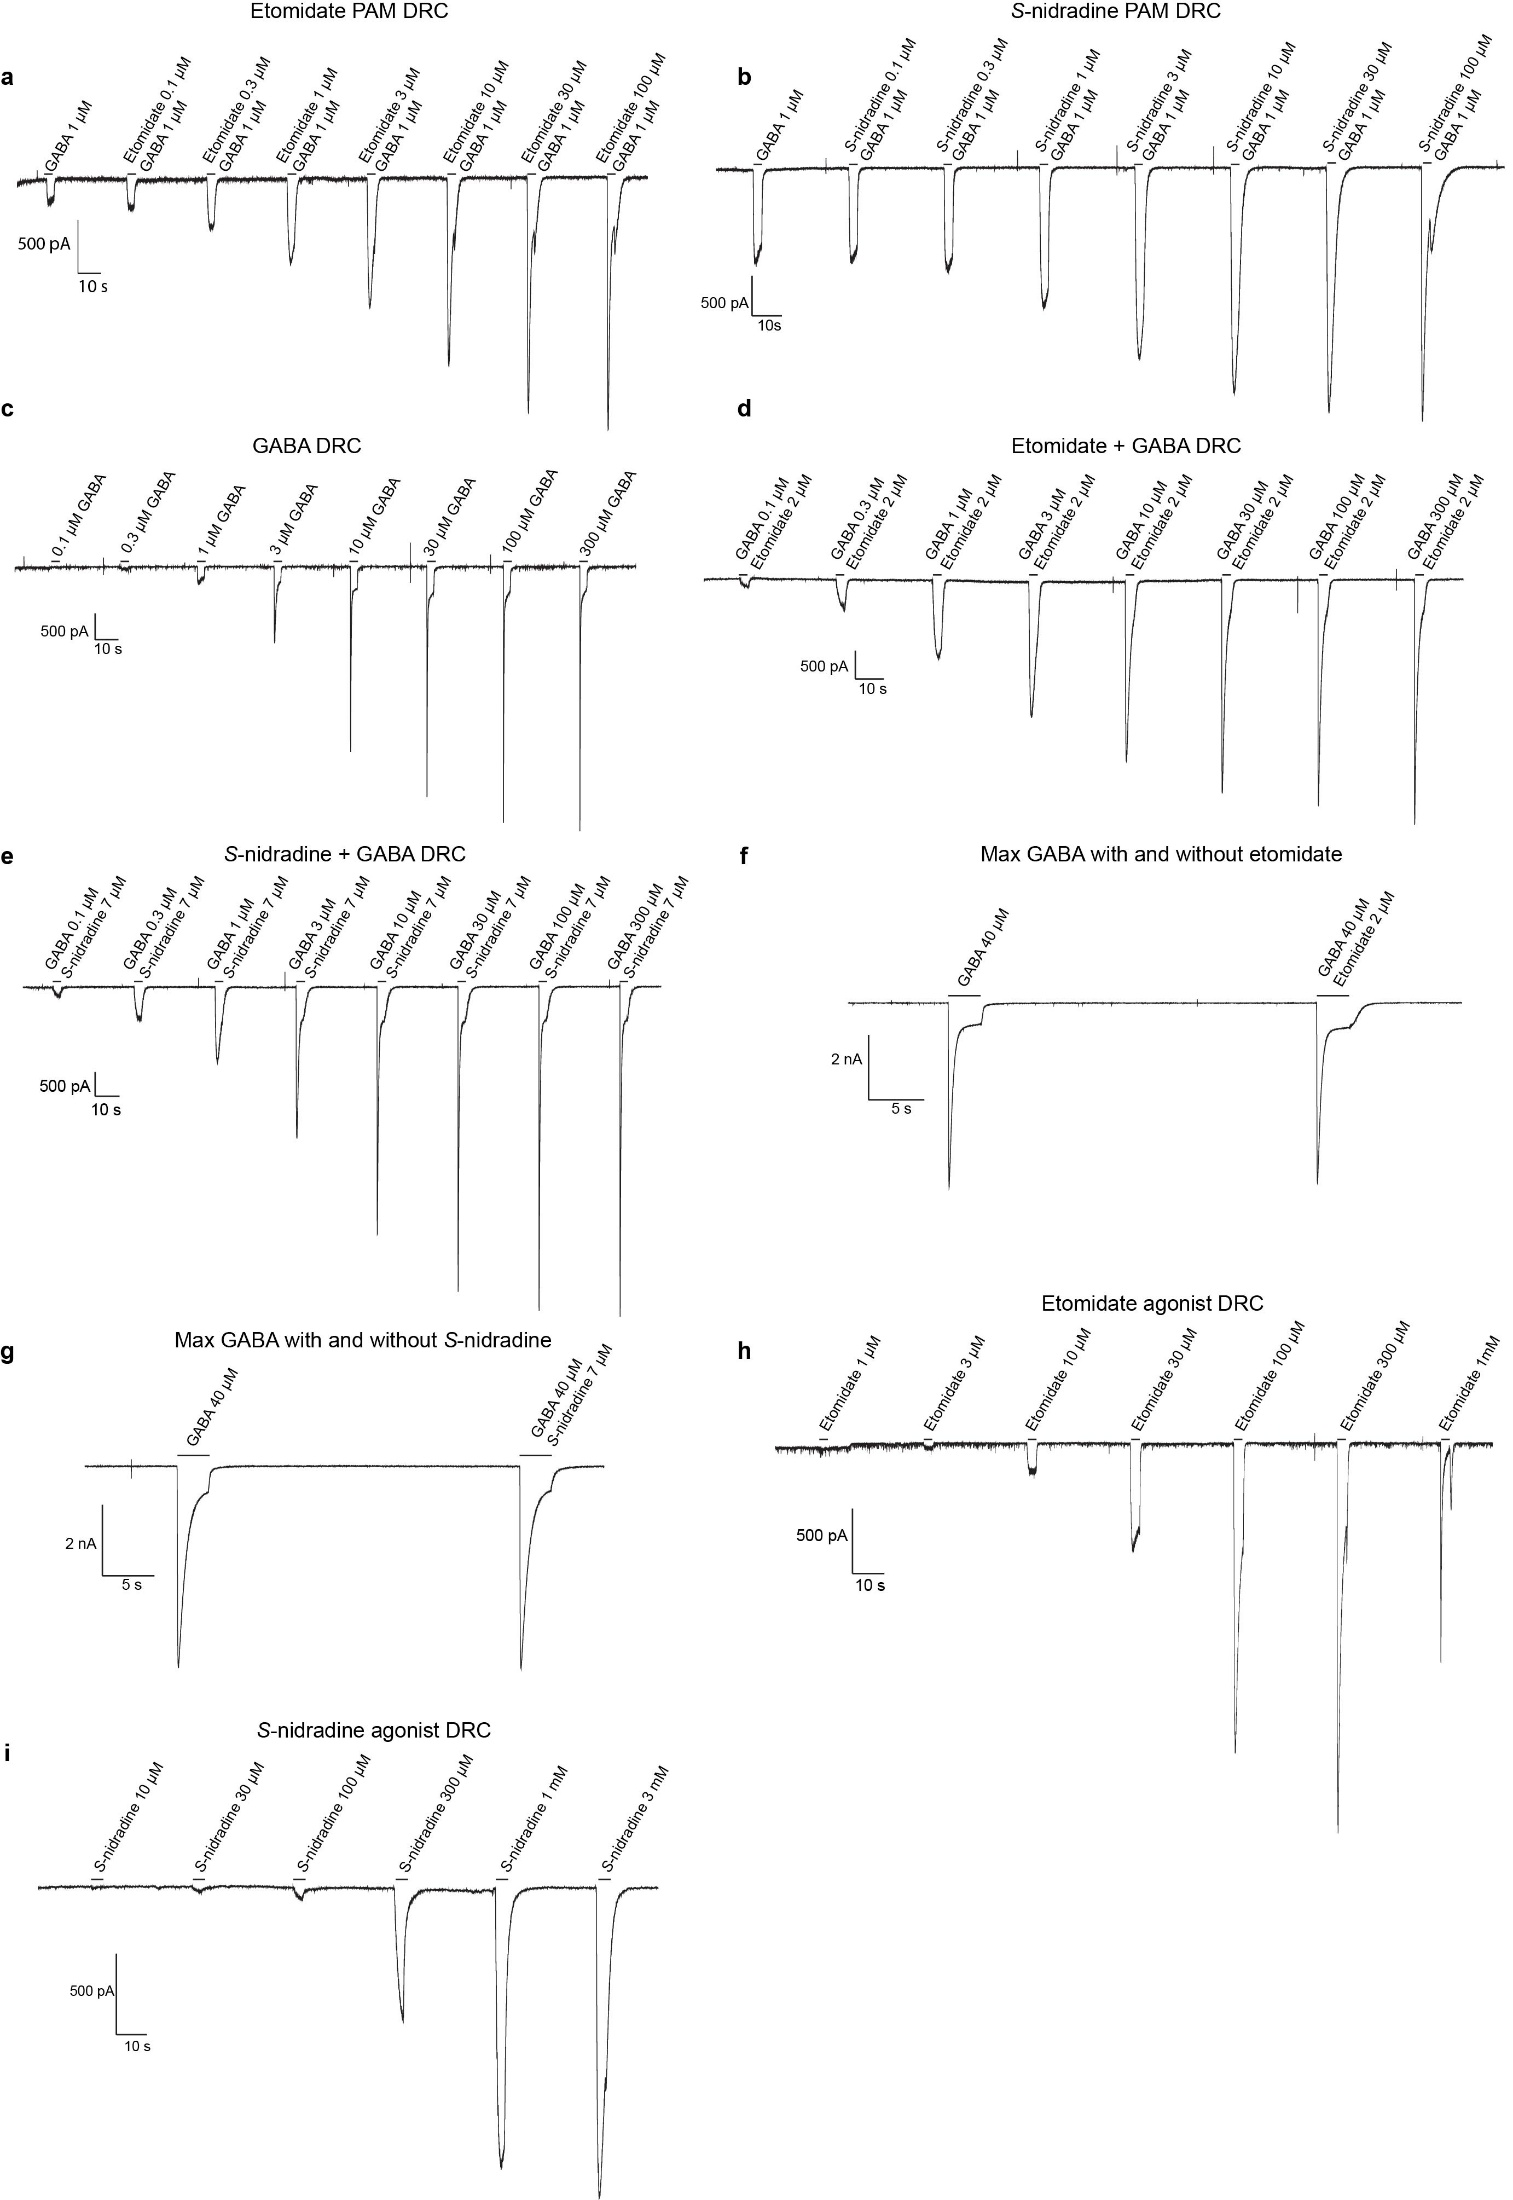 Etomidate PAM DRC
a
GABA 1 µM
Etomidate 0.1 µM
GABA 1 µM
Etomidate 0.3 µM
GABA 1 µM
Etomidate 1 µM
GABA 1 µM
Etomidate 3 µM
GABA 1 µM
Etomidate 10 µM
GABA 1 µM
Etomidate 30 µM
GABA 1 µM
Etomidate 100 µM
GABA 1 µM
500 pA
10 s
S-nidradine PAM DRC
b
GABA 1 µM
S-nidradine 0.1 µM
GABA 1 µM
S-nidradine 0.3 µM
GABA 1 µM
S-nidradine 1 µM
GABA 1 µM
S-nidradine 3 µM
GABA 1 µM
S-nidradine 10 µM
GABA 1 µM
S-nidradine 30 µM
GABA 1 µM
S-nidradine 100 µM
GABA 1 µM
500 pA
10s
c
GABA DRC
0.1 µM GABA
0.3 µM GABA
1 µM GABA
3 µM GABA
10 µM GABA
30 µM GABA
100 µM GABA
300 µM GABA
500 pA
10 s
d
Etomidate + GABA DRC
GABA 0.1 µM
Etomidate 2 µM
GABA 0.3 µM
Etomidate 2 µM
GABA 1 µM
Etomidate 2 µM
GABA 3 µM
Etomidate 2 µM
GABA 10 µM
Etomidate 2 µM
GABA 30 µM
Etomidate 2 µM
GABA 100 µM
Etomidate 2 µM
GABA 300 µM
Etomidate 2 µM
500 pA
10 s
e
S-nidradine + GABA DRC
GABA 0.1 µM
S-nidradine 7 µM
GABA 0.3 µM
S-nidradine 7 µM
GABA 1 µM
S-nidradine 7 µM
GABA 3 µM
S-nidradine 7 µM
GABA 10 µM
S-nidradine 7 µM
GABA 30 µM
S-nidradine 7 µM
GABA 100 µM
S-nidradine 7 µM
GABA 300 µM
S-nidradine 7 µM
500 pA
10 s
f
Max GABA with and without etomidate
GABA 40 µM
GABA 40 µM
Etomidate 2 µM
2 nA
5 s
g
Max GABA with and without S-nidradine
GABA 40 µM
GABA 40 µM
S-nidradine 7 µM
2 nA
5 s
h
Etomidate agonist DRC
Etomidate 1 µM
Etomidate 3 µM
Etomidate 10 µM
Etomidate 30 µM
Etomidate 100 µM
Etomidate 300 µM
Etomidate 1mM
500 pA
10 s
i
S-nidradine agonist DRC
S-nidradine 10 µM
S-nidradine 30 µM
S-nidradine 100 µM
S-nidradine 300 µM
S-nidradine 1 mM
S-nidradine 3 mM
500 pA
10 s